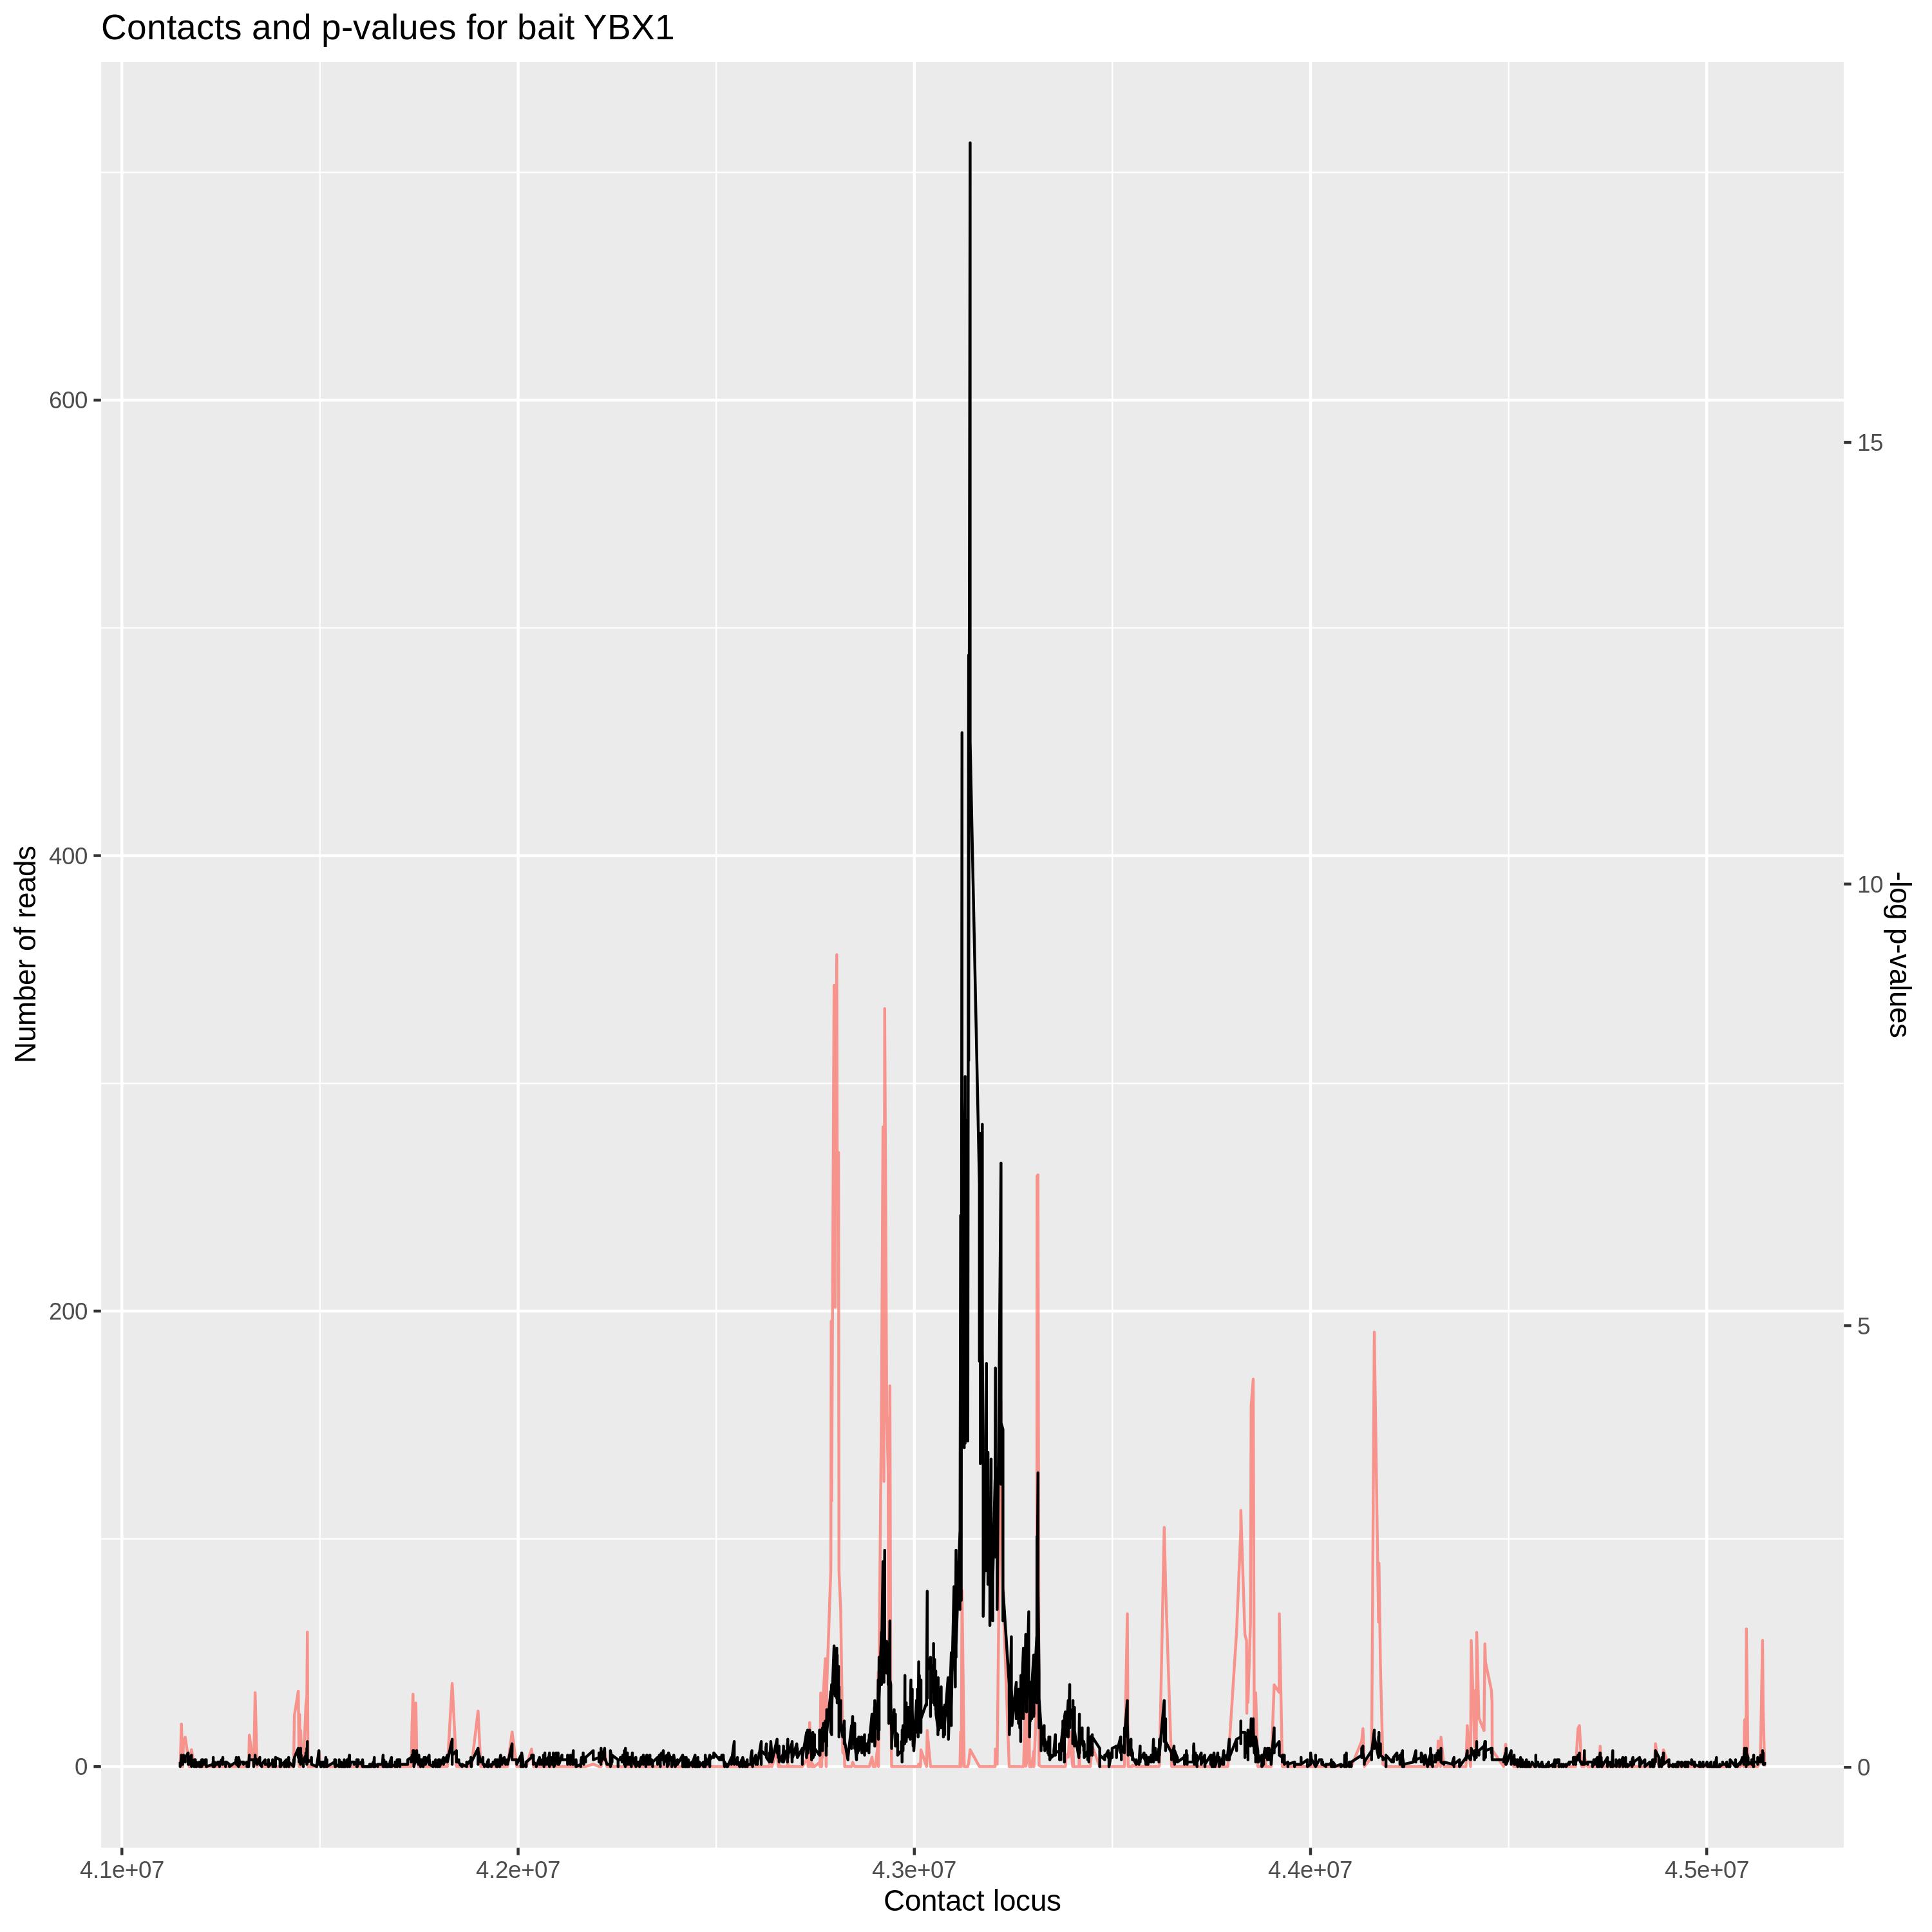 Contacts and p-values for bait YBX1
600
400
200
0
Number of reads
15
10
5
0
-log p-values
4.1e+07 4.2e+07 4.3e+07 4.4e+07 4.5e+07
Contact locus